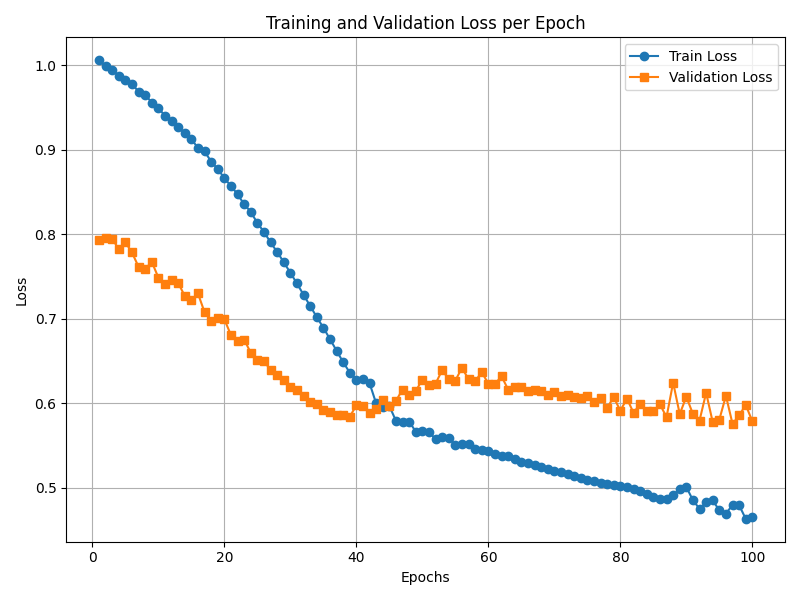 Training and Validation Loss per Epoch
Train Loss
Validation Loss
Loss
1.0
0.9
0.8
0.7
0.6
0.5
0 20 40 60 80 100
Epochs